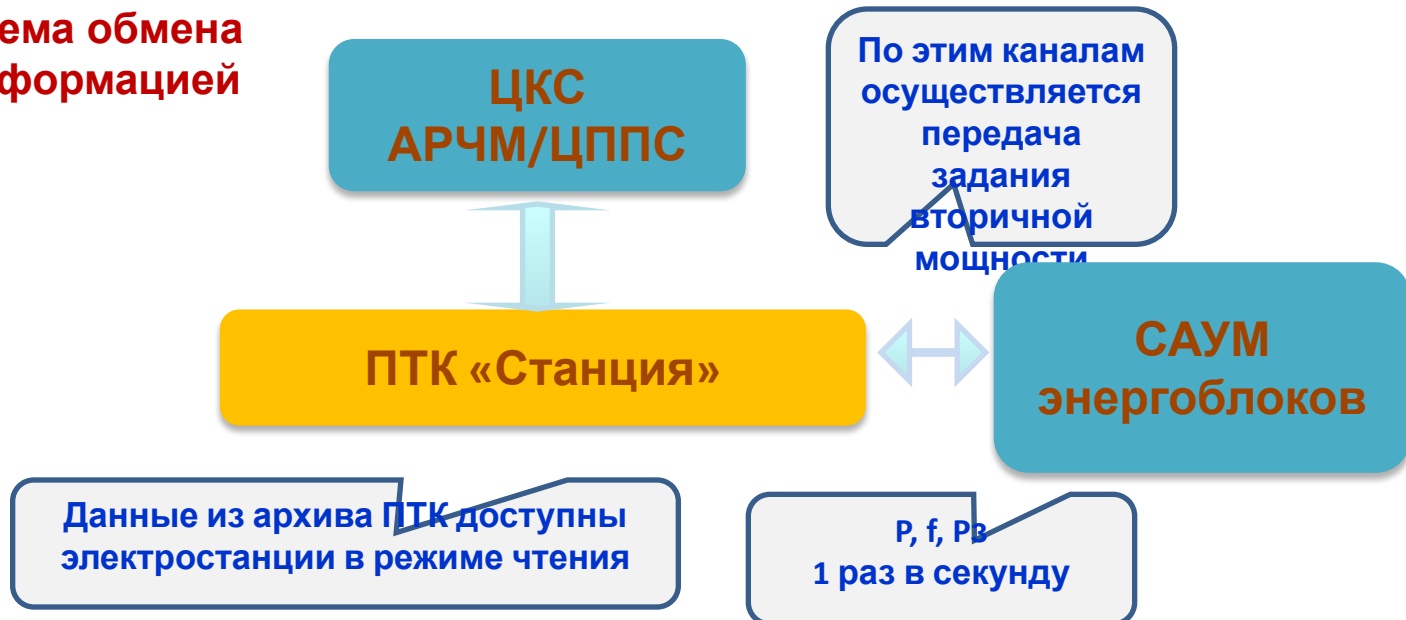 ема обмена
формацией
ЦКС
АРЧМ/ЦППС
По этим каналам
осуществляется
передача
задания
вторичной
мощности
ПТК «Станция»
САУМ
энергоблоков
Данные из архива ПТК доступны
электростанции в режиме чтения
P, f, Pз
1 раз в секунду